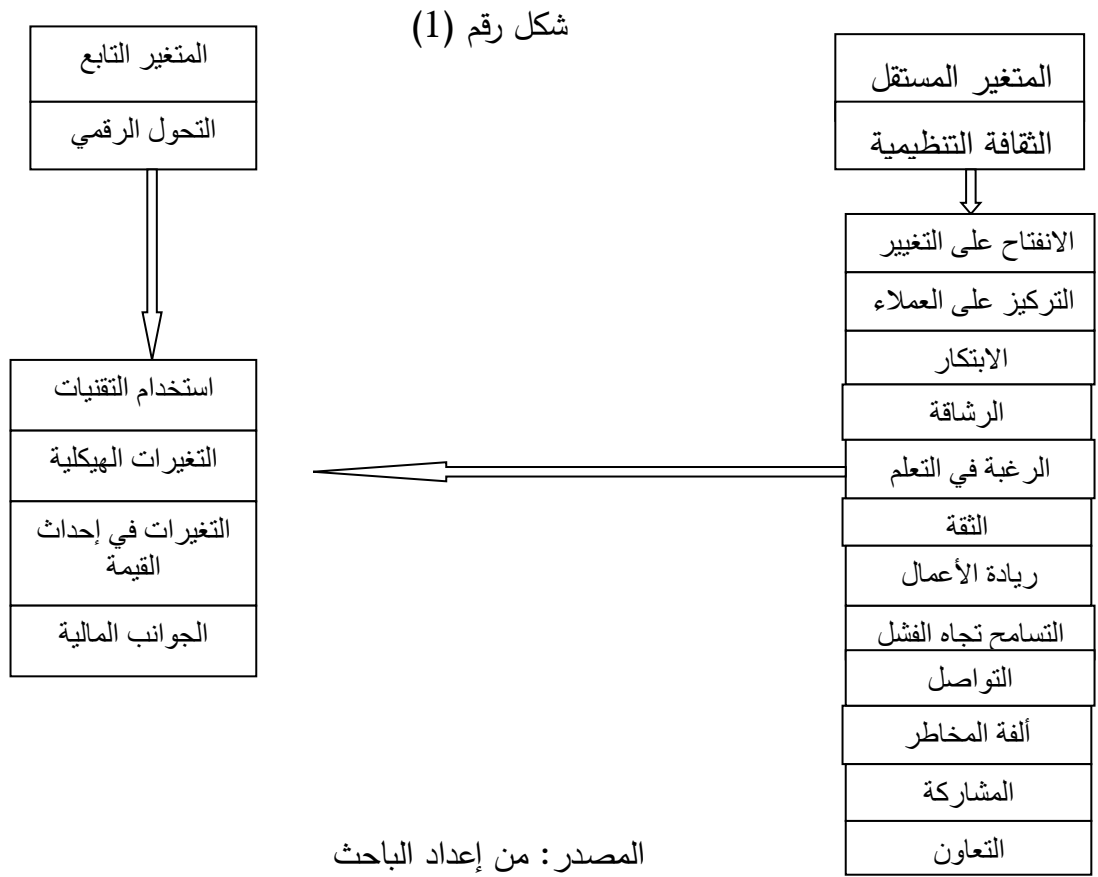 شكل رقم (1)
المتغير المستقل
الثقافة التنظيمية
الانفتاح على التغيير
التركيز على العملاء
الابتكار
الرشاقة
الرغبة في التعلم
الثقة
ريادة الأعمال
التسامح تجاه الفشل
التواصل
ألفة المخاطر
المشاركة
التعاون
المتغير التابع
التحول الرقمي
استخدام التقنيات
التغيرات الهيكلية
التغيرات في إحداث
القيمة
الجوانب المالية
المصدر: من إعداد الباحث